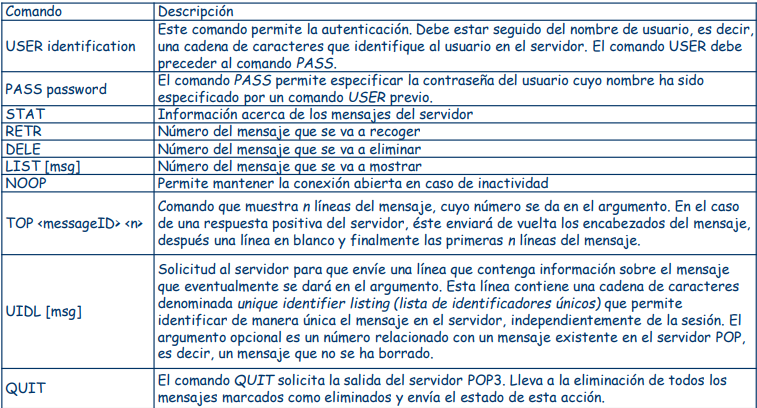 Comando Descripción
USER identification
Este comando permite la autenticación. Debe estar seguido del nombre de usuario, es decir,
una cadena de caracteres que identifique al usuario en el servidor. El comando USER debe
preceder al comando PASS.
PASS password
El comando PASS permite especificar la contraseña del usuario cuyo nombre ha sido
especificado por un comando USER previo.
STAT Información acerca de los mensajes del servidor
RETR Número del mensaje que se va a recoger
DELE Número del mensaje que se va a eliminar
LIST [msg] Número del mensaje que se va a mostrar
NOOP Permite mantener la conexión abierta en caso de inactividad
TOP <messageID> <n>
Comando que muestra n líneas del mensaje, cuyo número se da en el argumento. En el caso
de una respuesta positiva del servidor, éste enviará de vuelta los encabezados del mensaje,
después una línea en blanco y finalmente las primeras n líneas del mensaje.
UIDL [msg]
Solicitud al servidor para que envíe una línea que contenga información sobre el mensaje
que eventualmente se dará en el argumento. Esta línea contiene una cadena de caracteres
denominada unique identifier listing (lista de identificadores únicos) que permite
identificar de manera única el mensaje en el servidor, independientemente de la sesión. El
argumento opcional es un número relacionado con un mensaje existente en el servidor POP,
es decir, un mensaje que no se ha borrado.
QUIT
El comando QUIT solicita la salida del servidor POP3. Lleva a la eliminación de todos los
mensajes marcados como eliminados y envía el estado de esta acción.